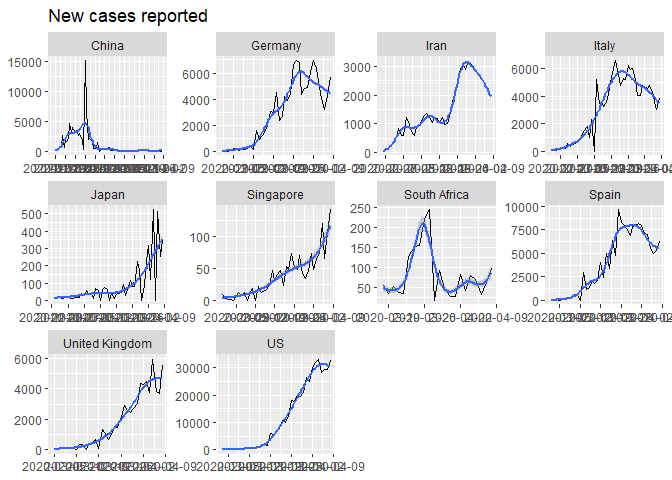 New cases reported
China Germany Iran Italy
15000 10000 5000 0
6000 4000 2000 0
3000 2000 1000 0
6000 4000 2000 0
Japan Singapore South Africa Spain
500 400 300 200 100 0
100 50 0
250 200 150 100 50
10000 7500 5000 2500 0
United Kingdom US
6000 4000 2000 0
30000 20000 10000 0